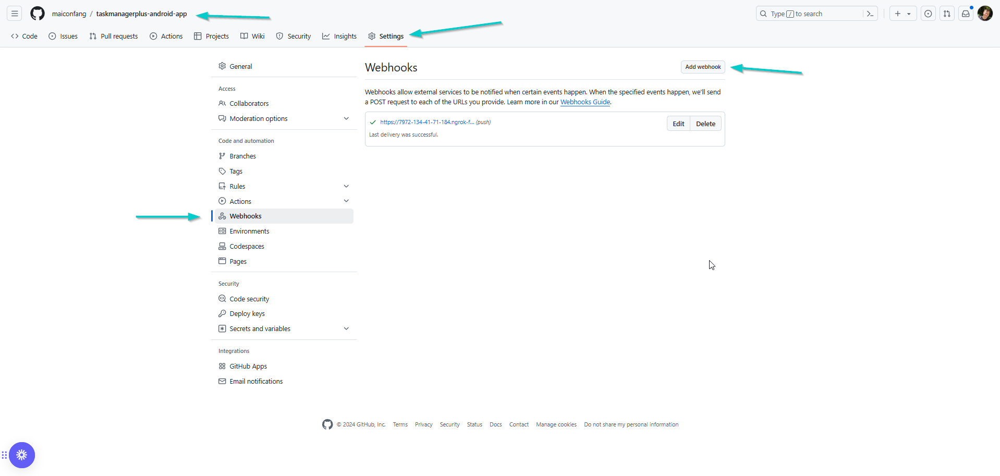 maiconfang / taskmanagerplus-android-app
Type / to search
Code Issues Pull requests Actions Projects Wiki Security Insights Settings
General
Access
Collaborators
Moderation options
Code and automation
Branches
Tags
Rules
Actions
Webhooks
Environments
Codespaces
Pages
Security
Code security
Deploy keys
Secrets and variables
Integrations
GitHub Apps
Email notifications
Webhooks
Add webhook
Webhooks allow external services to be notified when certain events happen. When the specified events happen, we'll send
a POST request to each of the URLs you provide. Learn more in our Webhooks Guide.
https://7972-134-41-71-184.ngrok-f... (push)
Edit Delete
Last delivery was successful.
© 2024 GitHub, Inc. Terms Privacy Security Status Docs Contact Manage cookies Do not share my personal information